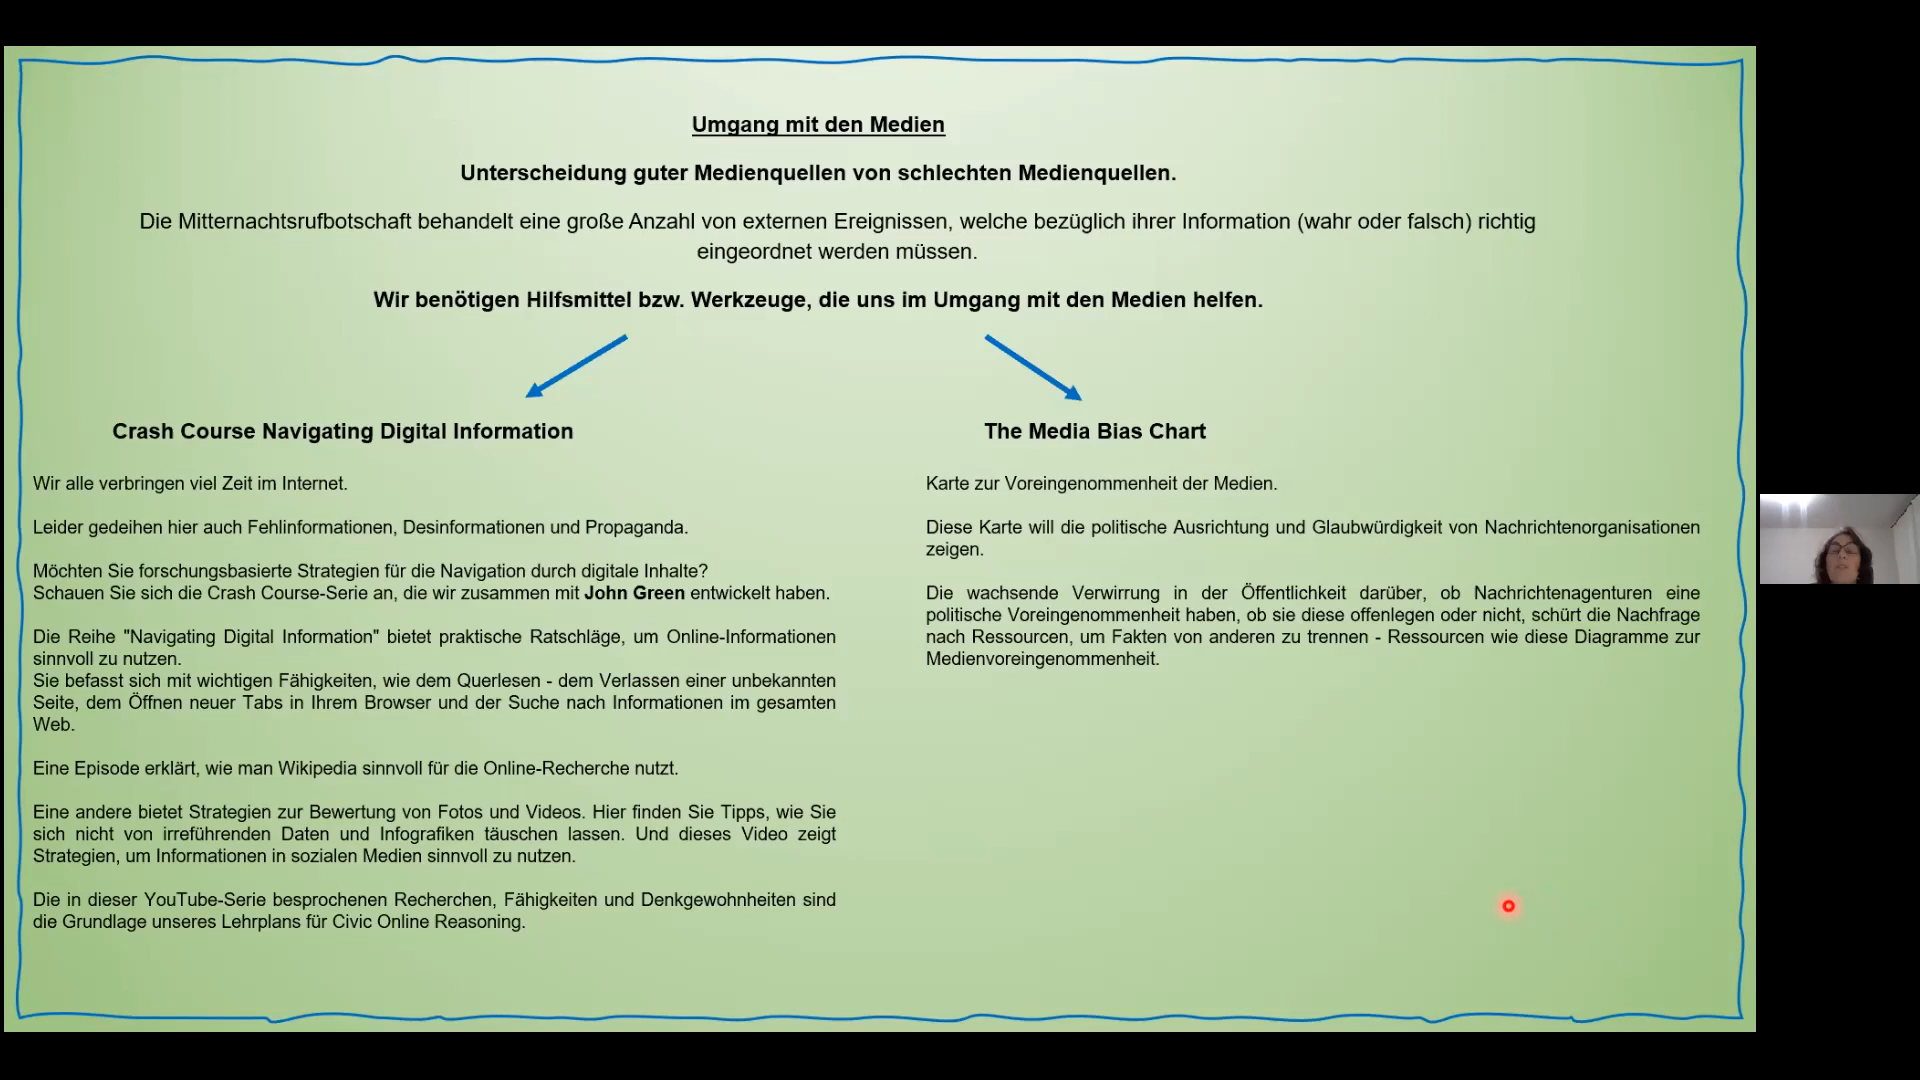 Umgang mit den Medien
Unterscheidung guter Medienquellen von schlechten Medienquellen.
Die Mitternachtsrufbotschaft behandelt eine große Anzahl von externen Ereignissen, welche bezüglich ihrer Information (wahr oder falsch) richtig
eingeordnet werden müssen.
Wir benötigen Hilfsmittel bzw. Werkzeuge, die uns im Umgang mit den Medien helfen.
Crash Course Navigating Digital Information
Wir alle verbringen viel Zeit im Internet.
Leider gedeihen hier auch Fehlinformationen, Desinformationen und Propaganda.
Möchten Sie forschungsbasierte Strategien für die Navigation durch digitale Inhalte?
Schauen Sie sich die Crash Course-Serie an, die wir zusammen mit John Green entwickelt haben.
Die Reihe "Navigating Digital Information" bietet praktische Ratschläge, um Online-Informationen
sinnvoll zu nutzen.
Sie befasst sich mit wichtigen Fähigkeiten, wie dem Querlesen - dem Verlassen einer unbekannten
Seite, dem Öffnen neuer Tabs in Ihrem Browser und der Suche nach Informationen im gesamten
Web.
Eine Episode erklärt, wie man Wikipedia sinnvoll für die Online-Recherche nutzt.
Eine andere bietet Strategien zur Bewertung von Fotos und Videos. Hier finden Sie Tipps, wie Sie
sich nicht von irreführenden Daten und Infografiken täuschen lassen. Und dieses Video zeigt
Strategien, um Informationen in sozialen Medien sinnvoll zu nutzen.
Die in dieser YouTube-Serie besprochenen Recherchen, Fähigkeiten und Denkgewohnheiten sind
die Grundlage unseres Lehrplans für Civic Online Reasoning.
The Media Bias Chart
Karte zur Voreingenommenheit der Medien.
Diese Karte will die politische Ausrichtung und Glaubwürdigkeit von Nachrichtenorganisationen
zeigen.
Die wachsende Verwirrung in der Öffentlichkeit darüber, ob Nachrichtenagenturen eine
politische Voreingenommenheit haben, ob sie diese offenlegen oder nicht, schürt die Nachfrage
nach Ressourcen, um Fakten von anderen zu trennen - Ressourcen wie diese Diagramme zur
Medienvoreingenommenheit.